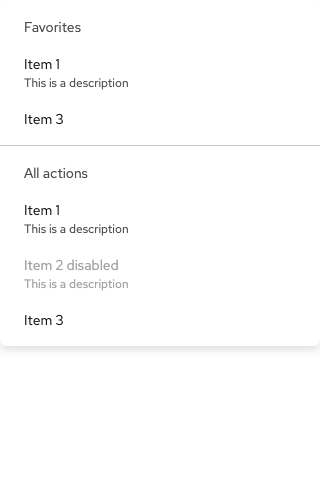 Favorites
Item 1
This is a description
Item 3
All actions
Item 1
This is a description
Item 2 disabled
This is a description
Item 3